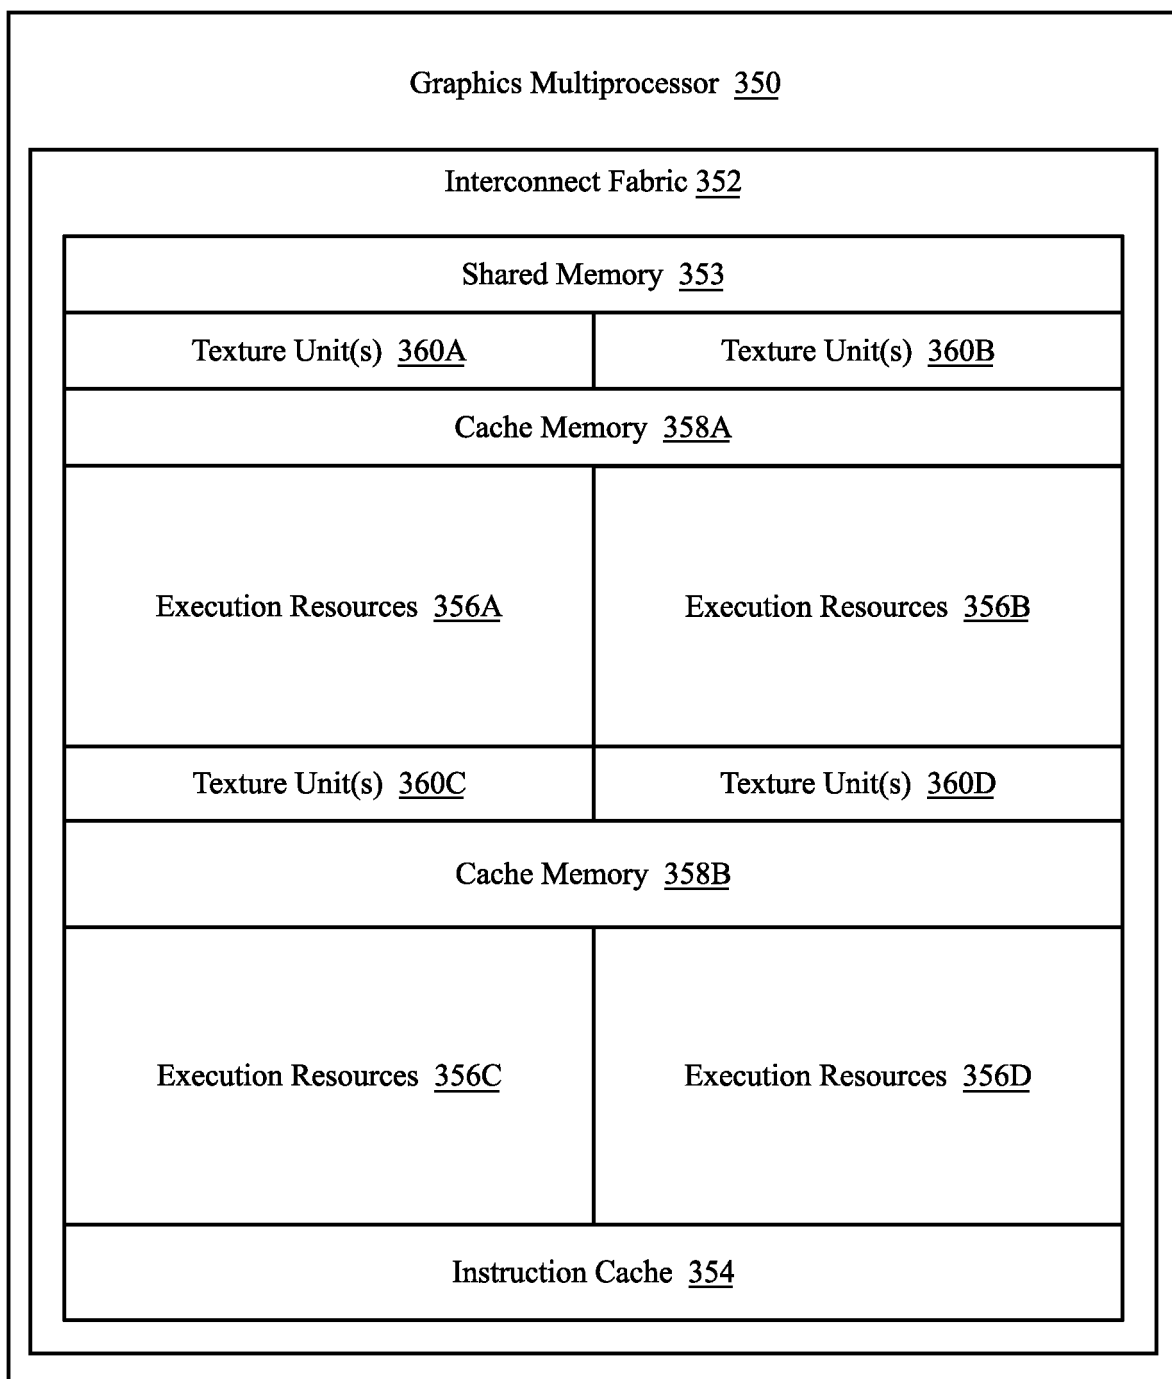 Graphics Multiprocessor 350
Interconnect Fabric 352
Shared Memory 353
Texture Unit(s) 360A
Texture Unit(s) 360B
Cache Memory 358A
Execution Resources 356A
Execution Resources 356B
Texture Unit(s) 360C
Texture Unit(s) 360D
Cache Memory 358B
Execution Resources 356C
Execution Resources 356D
Instruction Cache 354